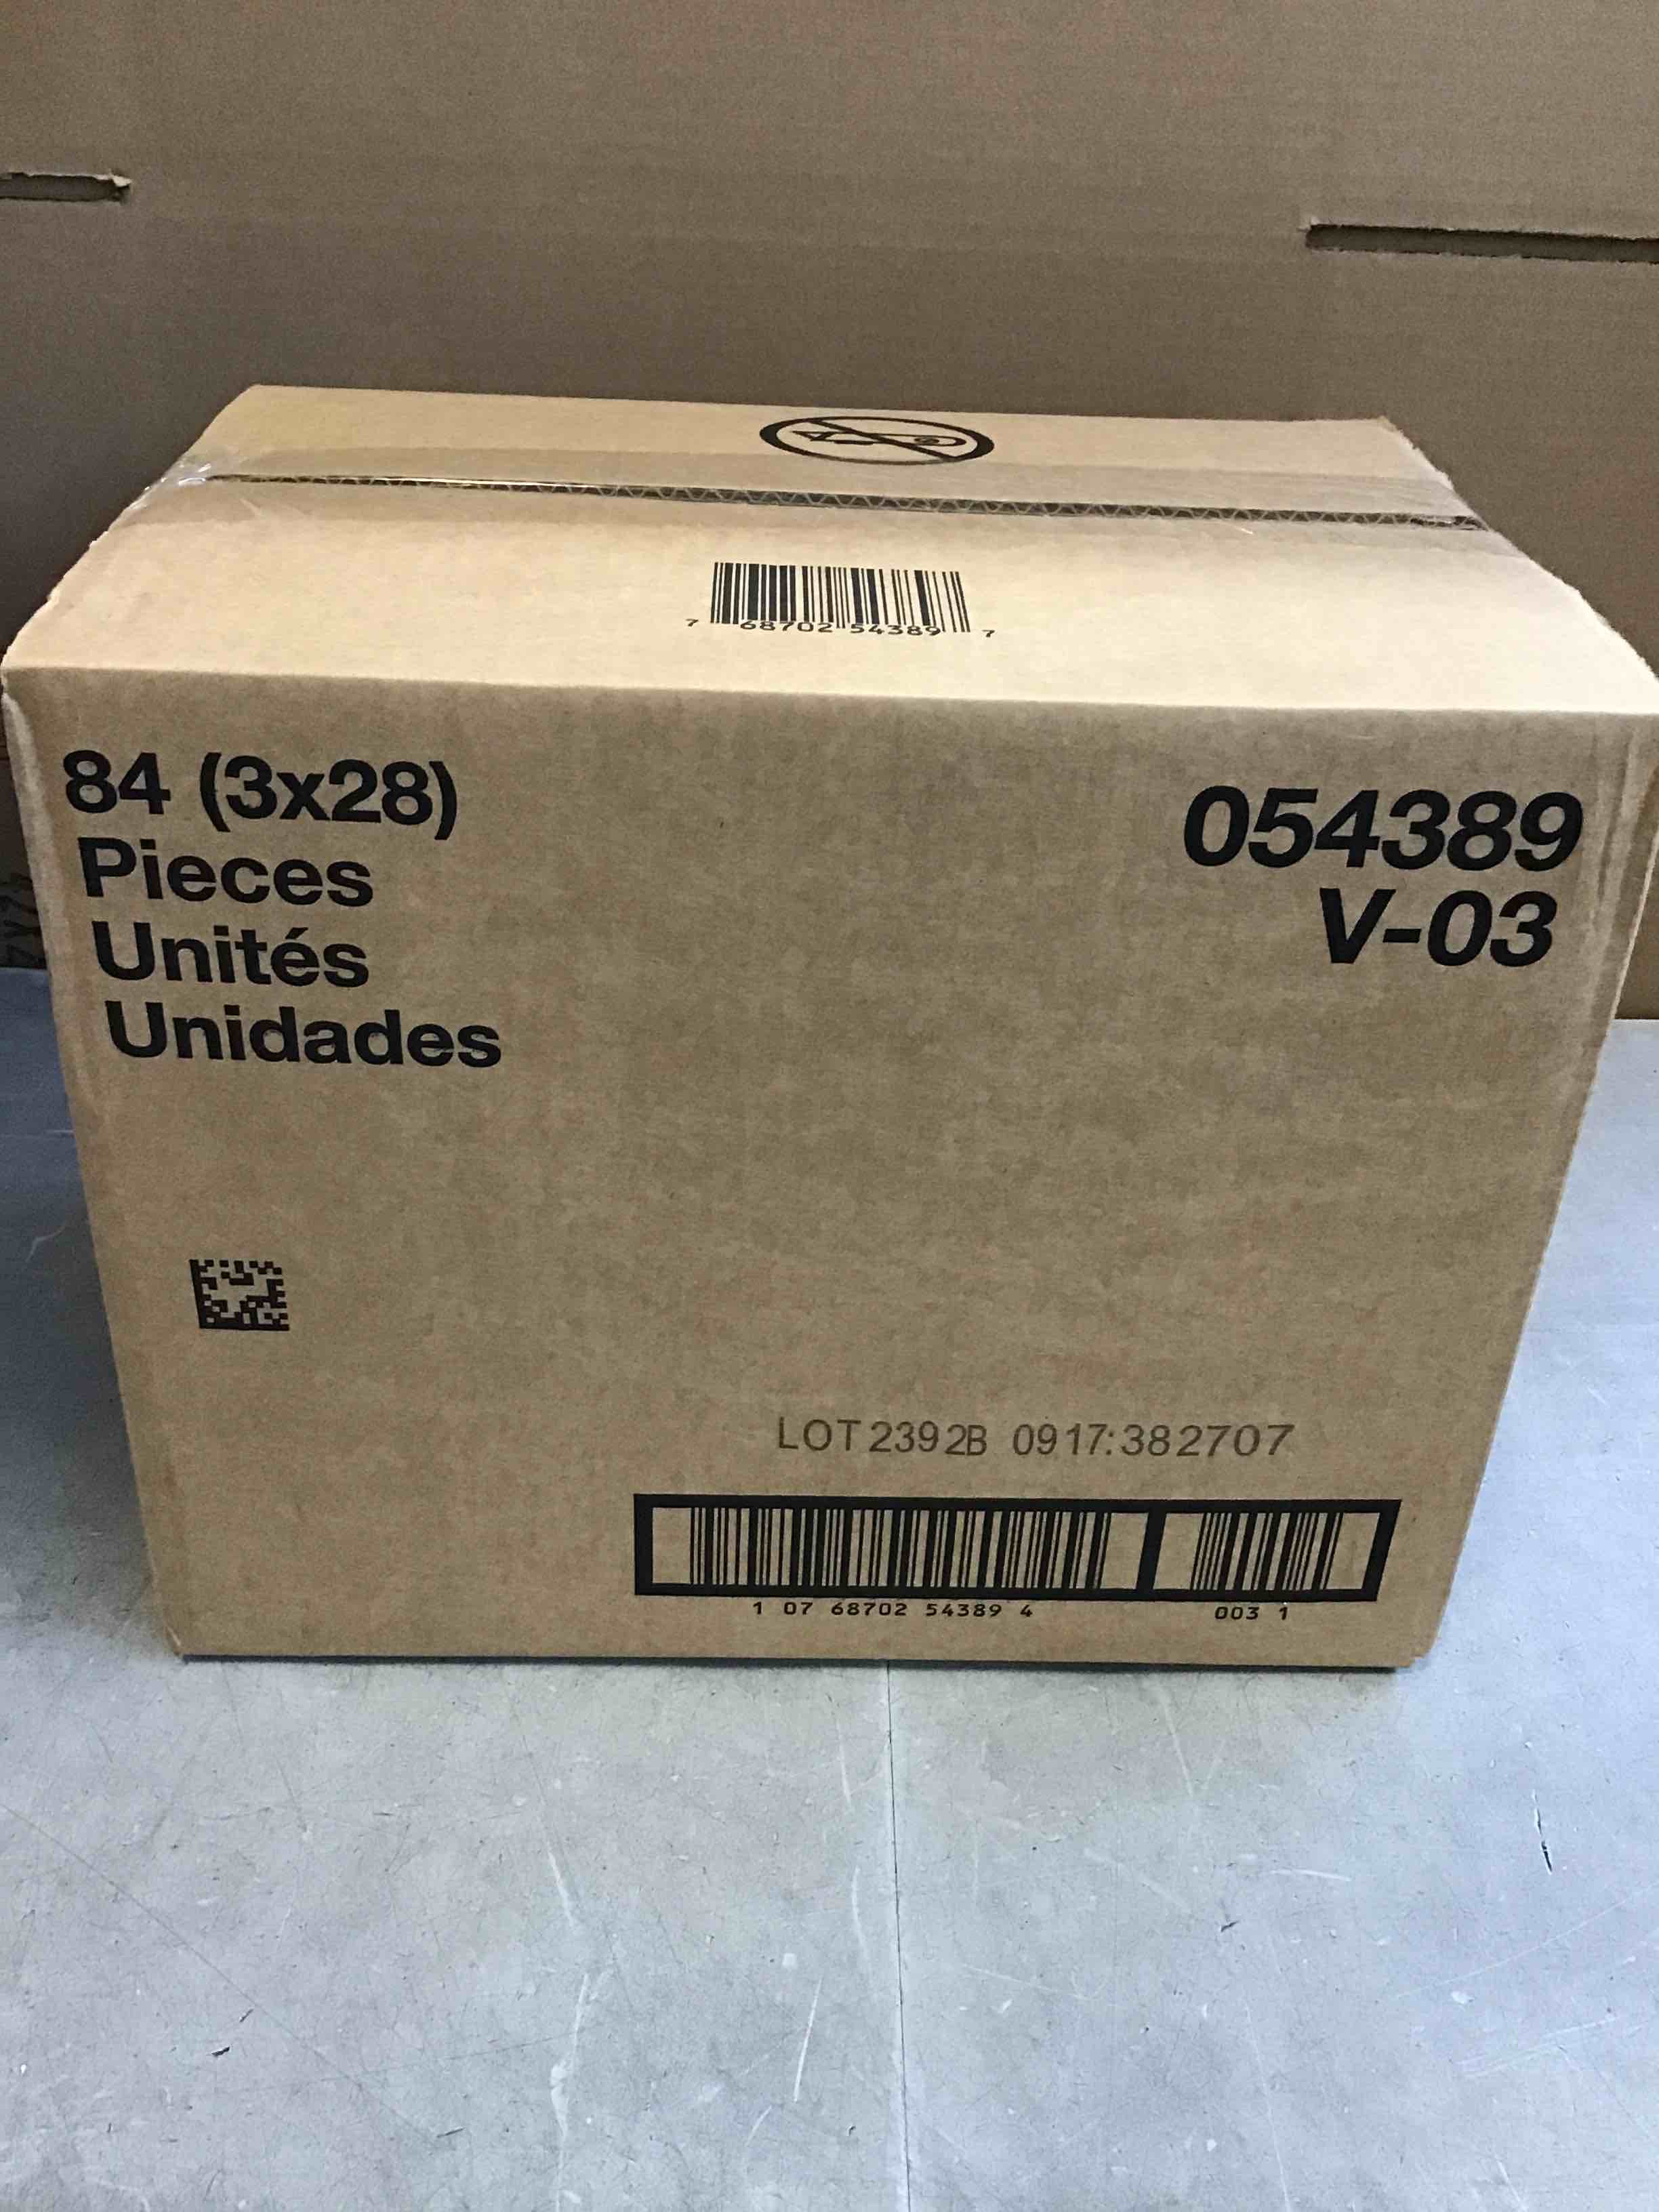 7 68702 54389 7
84 (3x28)
Pieces
Unités
Unidades
054389
V-03
LOT 2392B 0917:382707
1 07 68702 54389 4
003 1